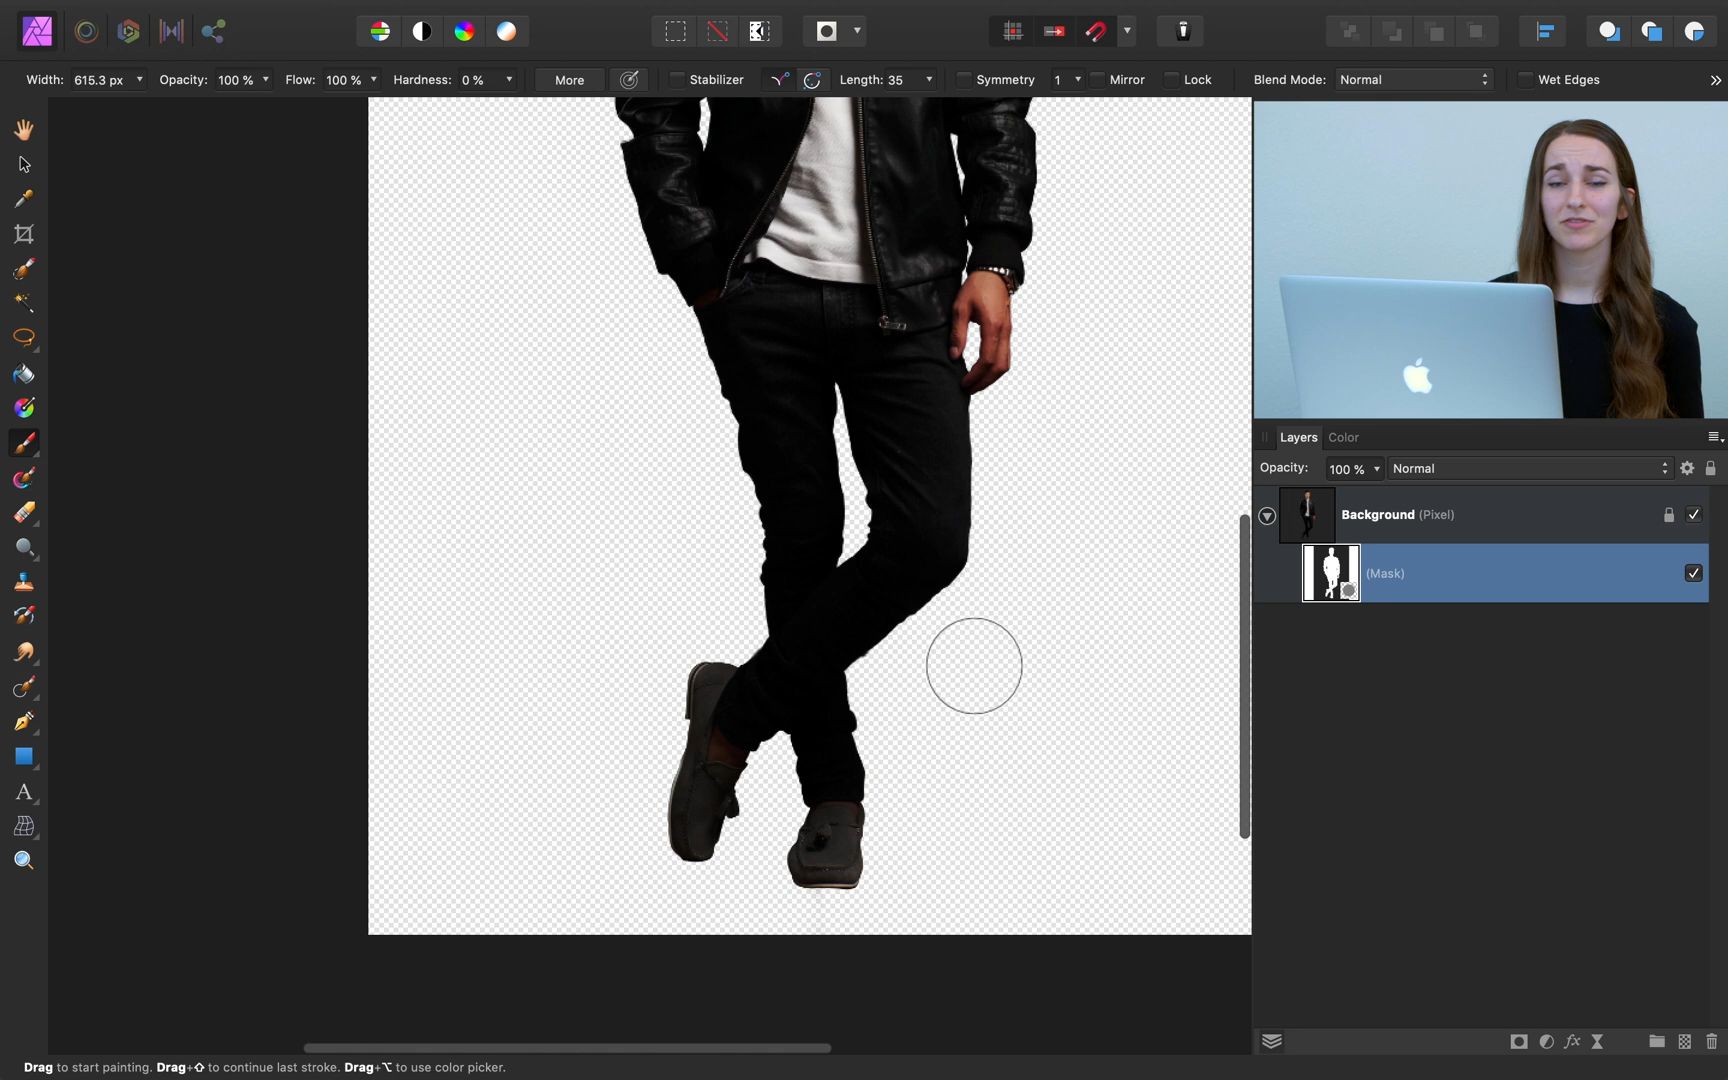 Width: 615.3 px Opacity: 100 % Flow: 100 % Hardness: 0 % More Stabilizer Length: 35 Symmetry 1 Mirror Lock Blend Mode: Normal Wet Edges
Layers Color
Opacity: 100 % Normal
Background (Pixel)
(Mask)
A
fx
Drag to start painting. Drag+⇧ to continue last stroke. Drag+⌥ to use color picker.